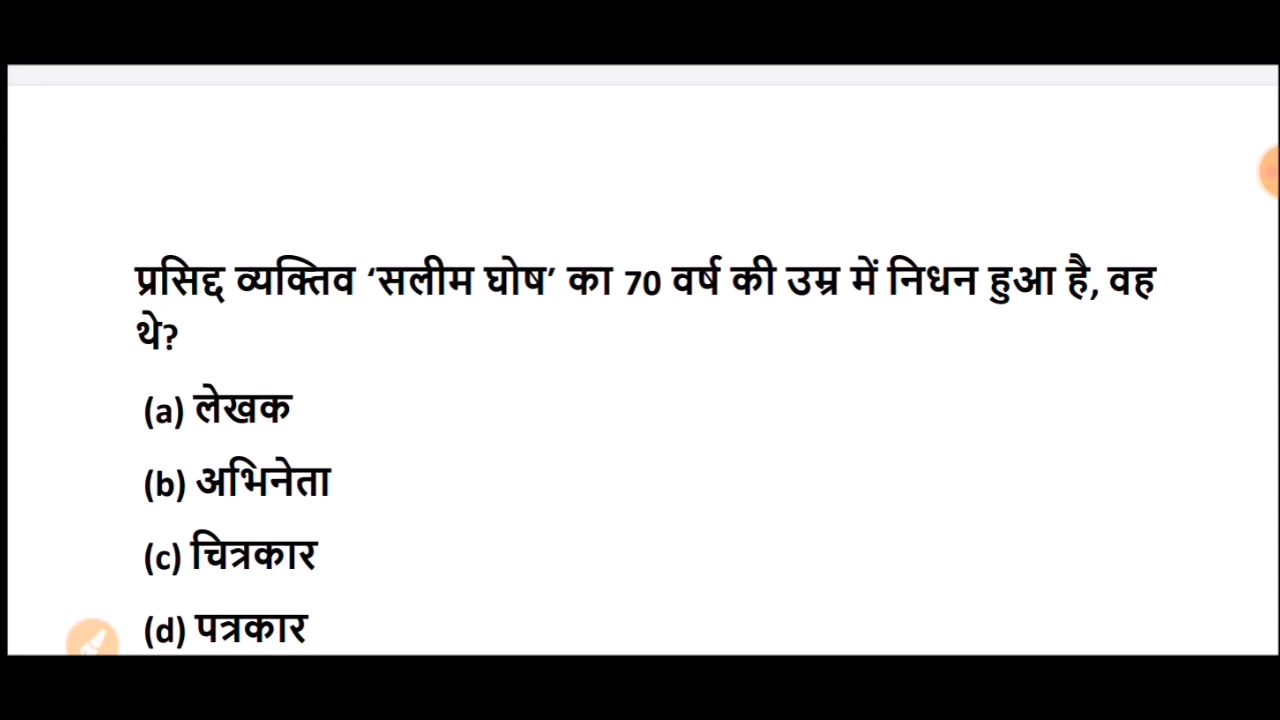 प्रसिद्द व्यक्तिव ‘सलीम घोष’ का 70 वर्ष की उम्र में निधन हुआ है, वह
थे?
(a) लेखक
(b) अभिनेता
(c) चित्रकार
(d) पत्रकार